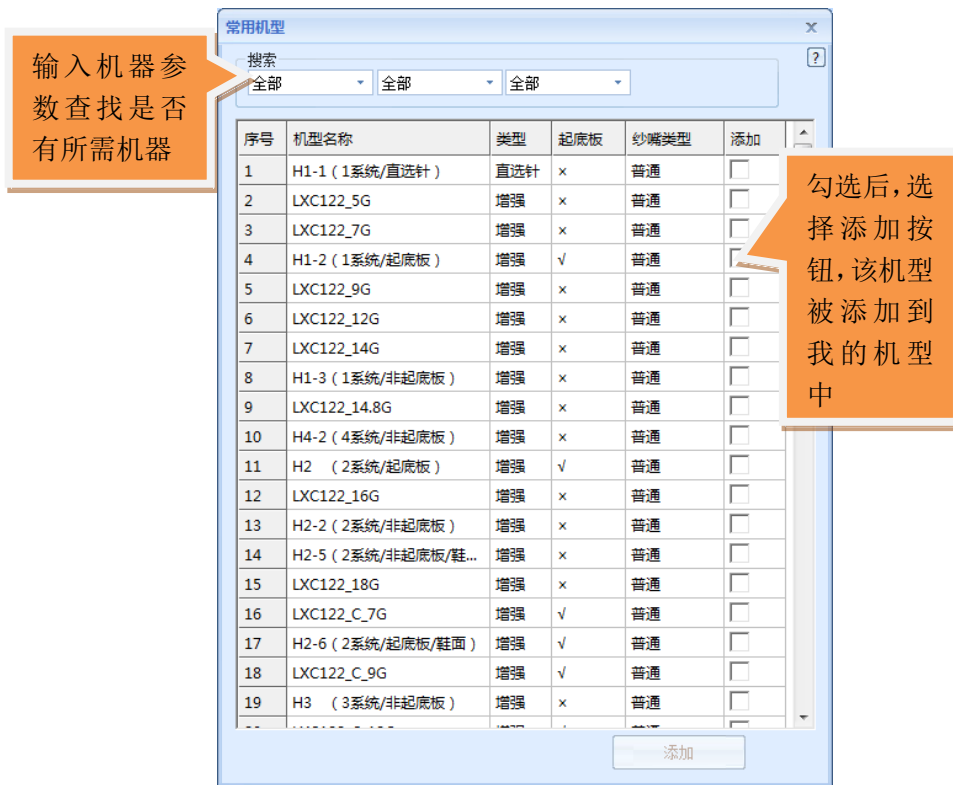 常用机型
x
搜索
?
全部 全部 全部
输入机器参
数查找是否
有所需机器
序号 机型名称 类型 起底板 纱嘴类型 添加
1 H1-1 ( 1系统/直选针 ) 直选针 × 普通
2 LXC122_5G 增强 × 普通
3 LXC122_7G 增强 × 普通
4 H1-2 ( 1系统/起底板 ) 增强 √ 普通
5 LXC122_9G 增强 × 普通
6 LXC122_12G 增强 × 普通
7 LXC122_14G 增强 × 普通
8 H1-3 ( 1系统/非起底板 ) 增强 × 普通
9 LXC122_14.8G 增强 × 普通
10 H4-2 ( 4系统/非起底板 ) 增强 × 普通
11 H2 ( 2系统/起底板 ) 增强 √ 普通
12 LXC122_16G 增强 × 普通
13 H2-2 ( 2系统/非起底板 ) 增强 × 普通
14 H2-5 ( 2系统/非起底板/鞋... 增强 × 普通
15 LXC122_18G 增强 × 普通
16 LXC122_C_7G 增强 √ 普通
17 H2-6 ( 2系统/起底板/鞋面 ) 增强 √ 普通
18 LXC122_C_9G 增强 √ 普通
19 H3 ( 3系统/非起底板 ) 增强 × 普通
勾选后,选
择添加按
钮,该机型
被添加到
我的机型
中
添加